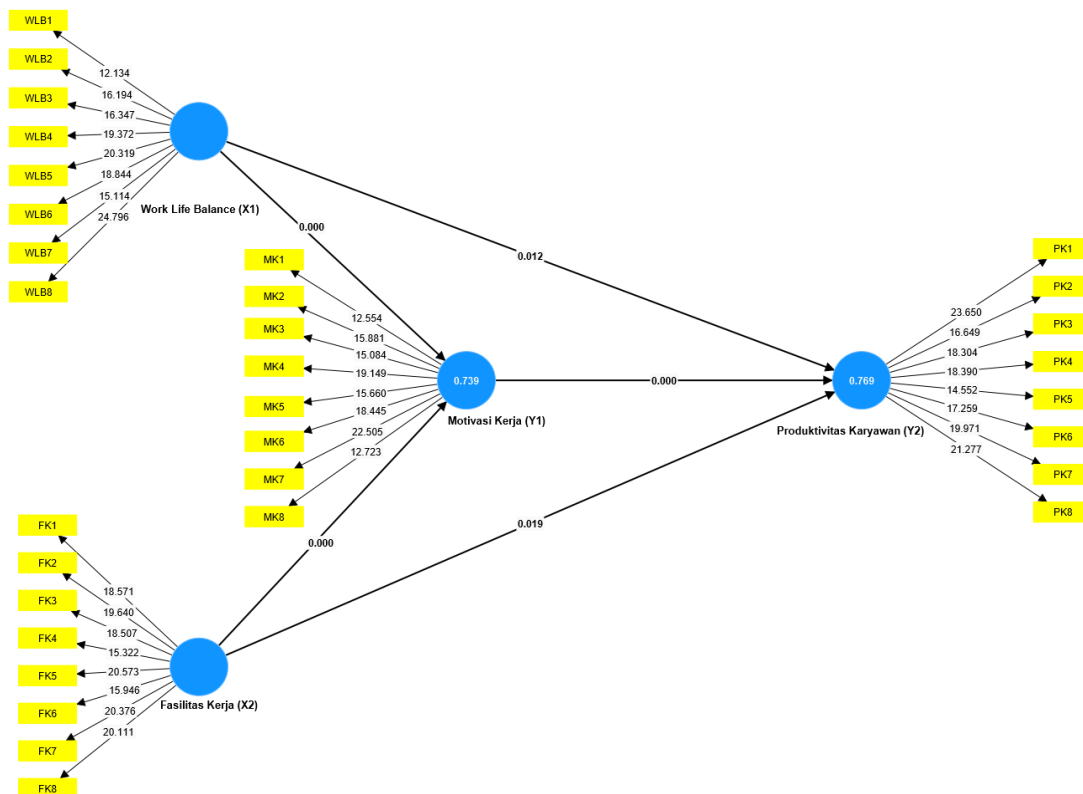 WLB1
WLB2
WLB3
WLB4
WLB5
WLB6
WLB7
WLB8
12.134
16.194
16.347
19.372
20.319
18.844
15.114
24.796
Work Life Balance (X1)
0.000
0.012
MK1
MK2
MK3
MK4
MK5
MK6
MK7
MK8
12.554
15.881
15.084
19.149
15.660
18.445
22.505
12.723
0.739
Motivasi Kerja (Y1)
0.000
0.769
Produktivitas Karyawan (Y2)
PK1
PK2
PK3
PK4
PK5
PK6
PK7
PK8
23.650
16.649
18.304
18.390
14.552
17.259
19.971
21.277
0.000
0.019
FK1
FK2
FK3
FK4
FK5
FK6
FK7
FK8
18.571
19.640
18.507
15.322
20.573
15.946
20.376
20.111
Fasilitas Kerja (X2)